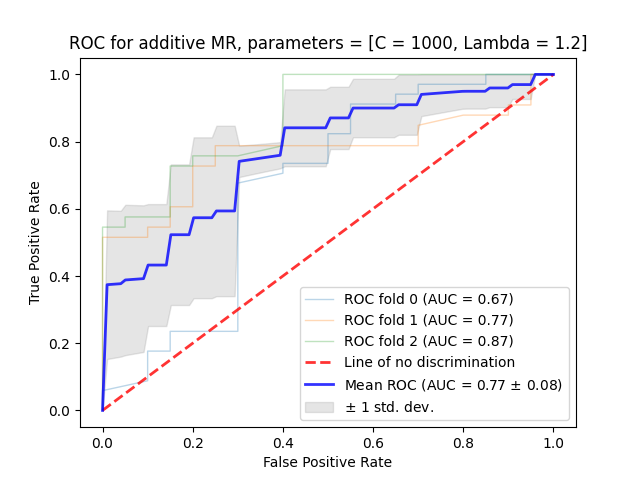 ROC for additive MR, parameters = [C = 1000, Lambda = 1.2]
True Positive Rate
1.0
0.8
0.6
0.4
0.2
0.0
ROC fold 0 (AUC = 0.67)
ROC fold 1 (AUC = 0.77)
ROC fold 2 (AUC = 0.87)
Line of no discrimination
Mean ROC (AUC = 0.77 ± 0.08)
± 1 std. dev.
0.0 0.2 0.4 0.6 0.8 1.0
False Positive Rate